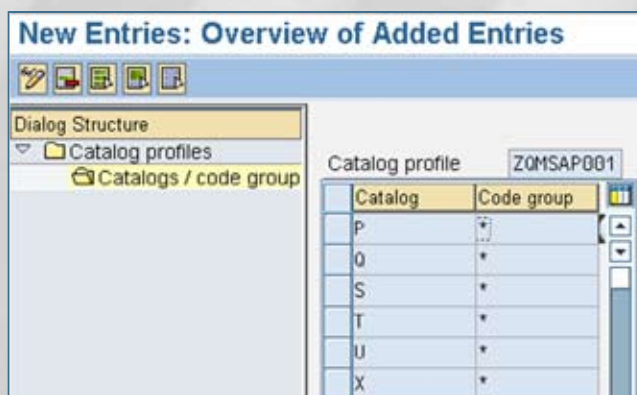 New Entries: Overview of Added Entries
Dialog Structure
Catalog profiles
Catalogs / code group
Catalog profile ZQMSAP001
Catalog Code group
P *
Q *
S *
T *
U *
X *